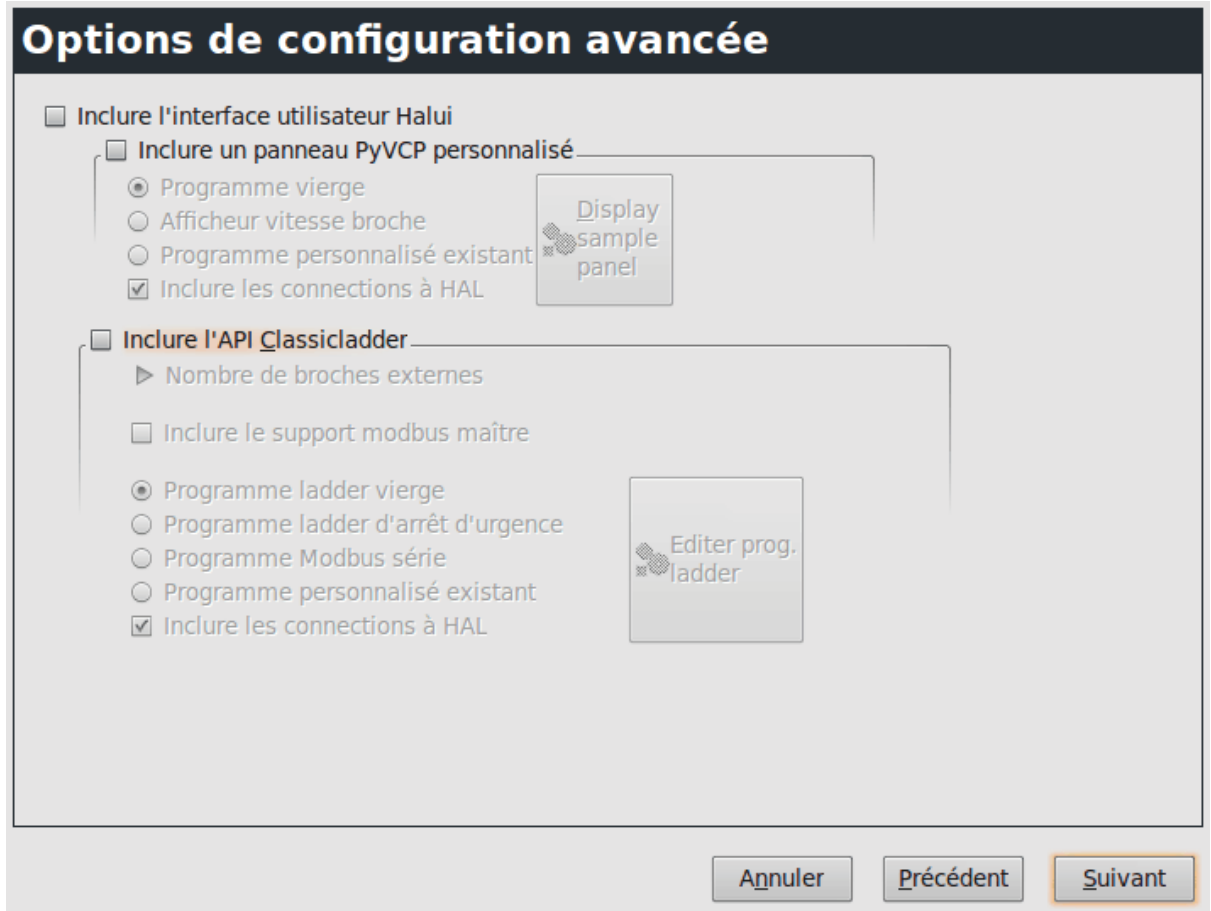 Options de configuration avancée
Inclure l'interface utilisateur Halui
Inclure un panneau PyVCP personnalisé
Programme vierge
Afficheur vitesse broche
Programme personnalisé existant
Inclure les connections à HAL
Display
sample
panel
Inclure l'API Classicladder
Nombre de broches externes
Inclure le support modbus maître
Programme ladder vierge
Programme ladder d'arrêt d'urgence
Programme Modbus série
Programme personnalisé existant
Inclure les connections à HAL
Editer prog.
ladder
Annuler
Précédent
Suivant